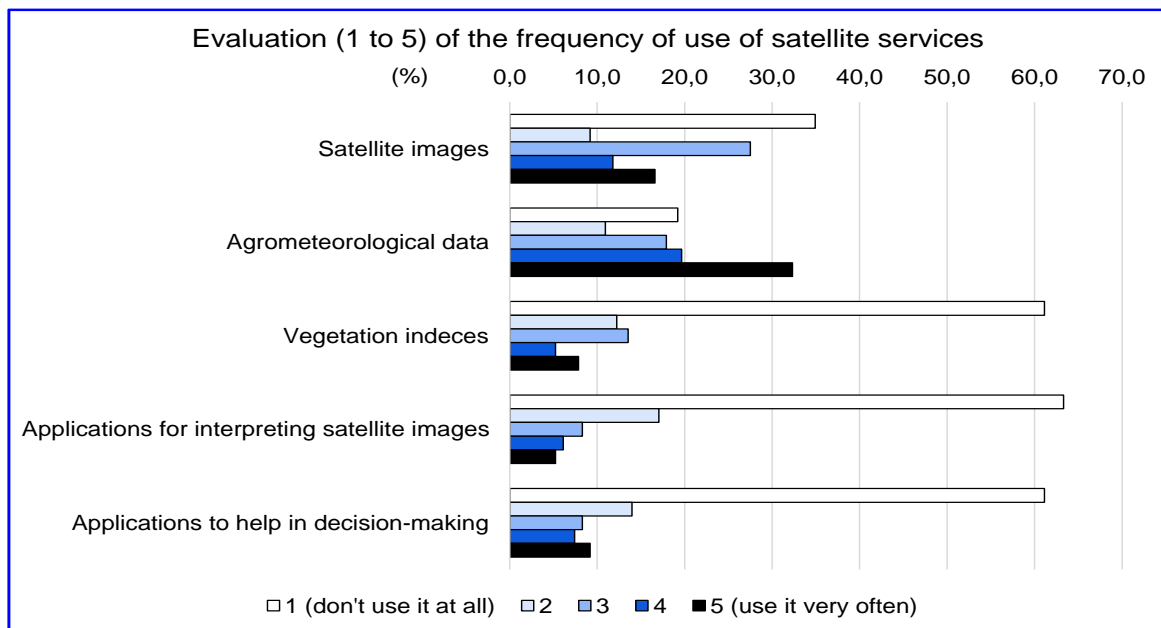 Evaluation (1 to 5) of the frequency of use of satellite services
(%) 0,0 10,0 20,0 30,0 40,0 50,0 60,0 70,0
Satellite images
Agrometeorological data
Vegetation indeces
Applications for interpreting satellite images
Applications to help in decision-making
1 (don't use it at all) 2 3 4 5 (use it very often)